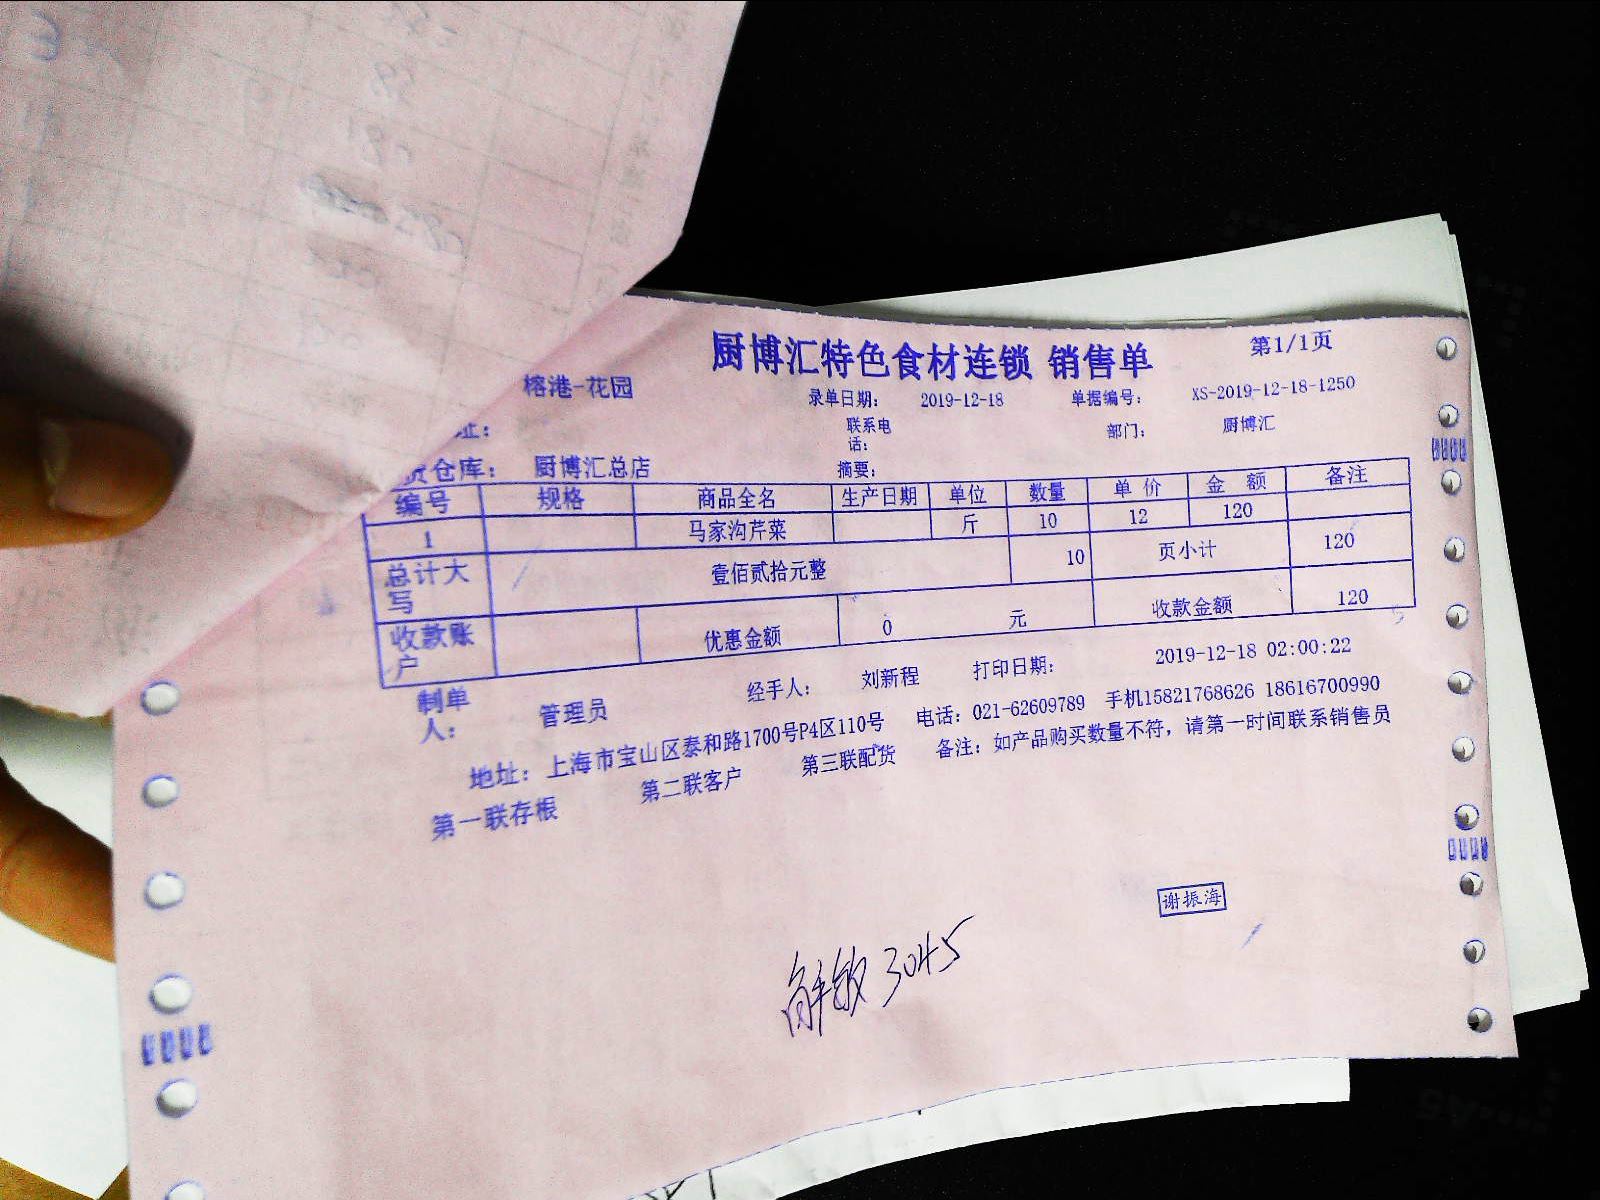 厨博汇特色食材连锁 销售单 第1/1页
榕港-花园 录单日期: 2019-12-18 单据编号: XS-2019-12-18-1250
址: 联系电话: 部门: 厨博汇
货仓库: 厨博汇总店 摘要:
编号 规格 商品全名 生产日期 单位 数量 单价 金额 备注
1 马家沟芹菜 斤 10 12 120
总计大写 壹佰贰拾元整 10 页小计 120
收款账户 优惠金额 0 元 收款金额 120
制单人: 管理员 经手人: 刘新程 打印日期: 2019-12-18 02:00:22
地址: 上海市宝山区泰和路1700号P4区110号 电话: 021-62609789 手机15821768626 18616700990
第一联存根 第二联客户 第三联配货 备注: 如产品购买数量不符,请第一时间联系销售员
谢振海
解敏 3045